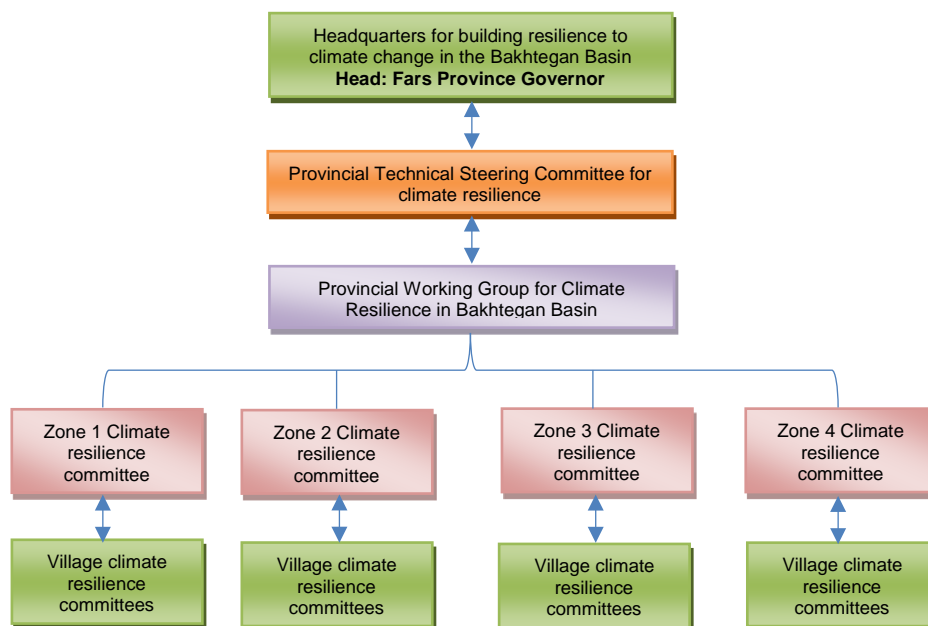 Headquarters for building resilience to
climate change in the Bakhtegan Basin
Head: Fars Province Governor
Provincial Technical Steering Committee for
climate resilience
Provincial Working Group for Climate
Resilience in Bakhtegan Basin
Zone 1 Climate
resilience
committee
Zone 2 Climate
resilience
committee
Zone 3 Climate
resilience
committee
Zone 4 Climate
resilience
committee
Village climate
resilience
committees
Village climate
resilience
committees
Village climate
resilience
committees
Village climate
resilience
committees